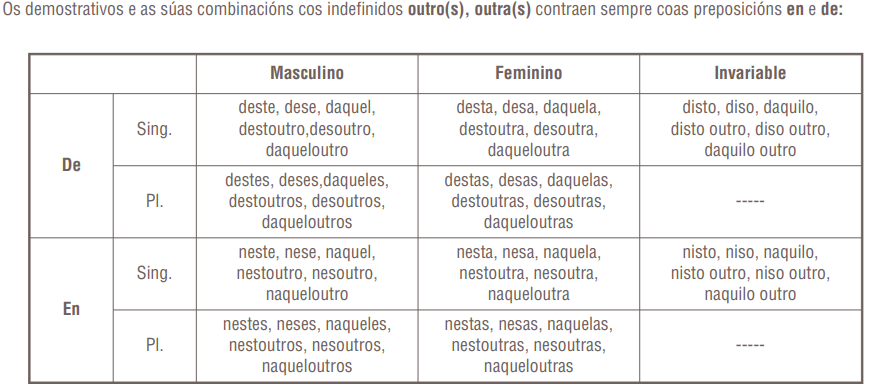 Os demostrativos e as súas combinacións cos indefinidos outro(s), outra(s) contraen sempre coas preposicións en e de:
Masculino Feminino Invariable
De
Sing.
deste, dese, daquel,
destoutro,desoutro,
daqueloutro
desta, desa, daquela,
destoutra, desoutra,
daqueloutra
disto, diso, daquilo,
disto outro, diso outro,
daquilo outro
Pl.
destes, deses,daqueles,
destoutros, desoutros,
daqueloutros
destas, desas, daquelas,
destoutras, desoutras,
daqueloutras
-----
En
Sing.
neste, nese, naquel,
nestoutro, nesoutro,
naqueloutro
nesta, nesa, naquela,
nestoutra, nesoutra,
naqueloutra
nisto, niso, naquilo,
nisto outro, niso outro,
naquilo outro
Pl.
nestes, neses, naqueles,
nestoutros, nesoutros,
naqueloutros
nestas, nesas, naquelas,
nestoutras, nesoutras,
naqueloutras
-----